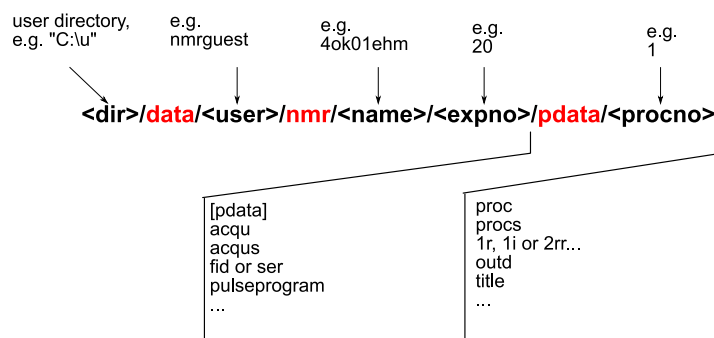 user directory,
e.g. "C:\u"
e.g.
nmrguest
e.g.
4ok01ehm
e.g.
20
e.g.
1
<dir>/data/<user>/nmr/<name>/<expno>/pdata/<procno>
[pdata]
acqu
acqus
fid or ser
pulseprogram
...
proc
procs
1r, 1i or 2rr...
outd
title
...